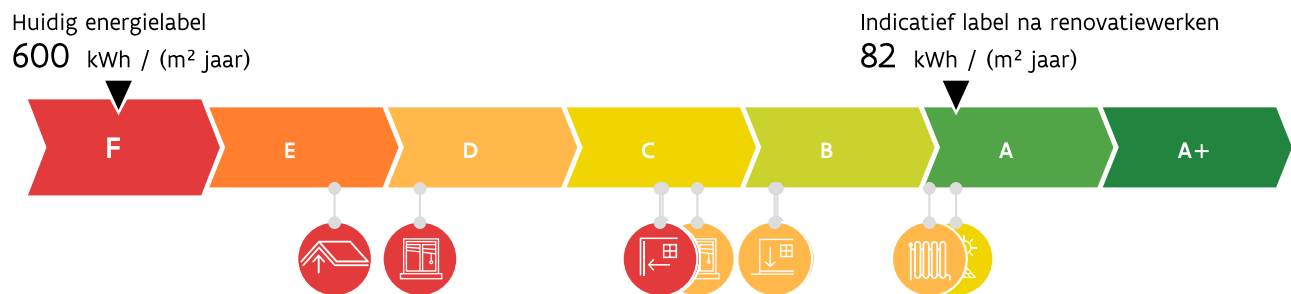 Huidig energielabel
600 kWh / (m² jaar)
Indicatief label na renovatiewerken
82 kWh / (m² jaar)
F E D C B A A+